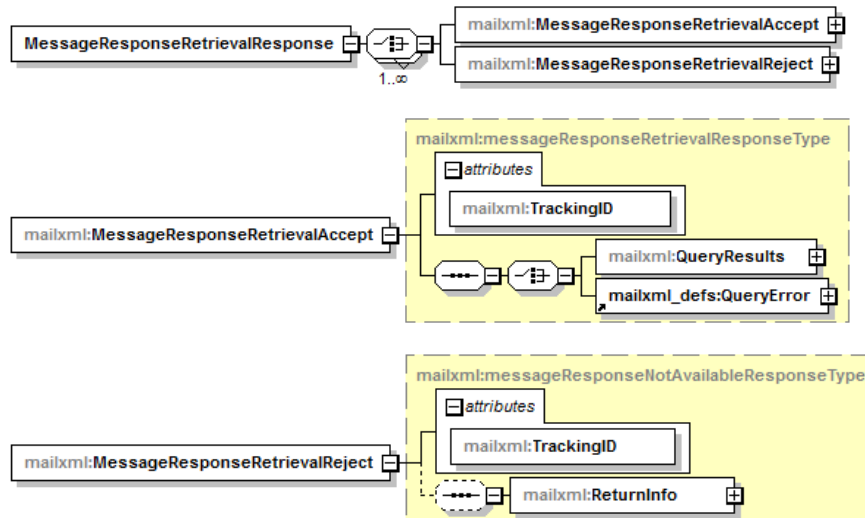 mailxml:MessageResponseRetrievalAccept
MessageResponseRetrievalResponse
mailxml:MessageResponseRetrievalReject
1..∞
mailxml:messageResponseRetrievalResponseType
attributes
mailxml:TrackingID
mailxml:MessageResponseRetrievalAccept
mailxml:QueryResults
mailxml_defs:QueryError
mailxml:messageResponseNotAvailableResponseType
attributes
mailxml:TrackingID
mailxml:MessageResponseRetrievalReject
mailxml:ReturnInfo